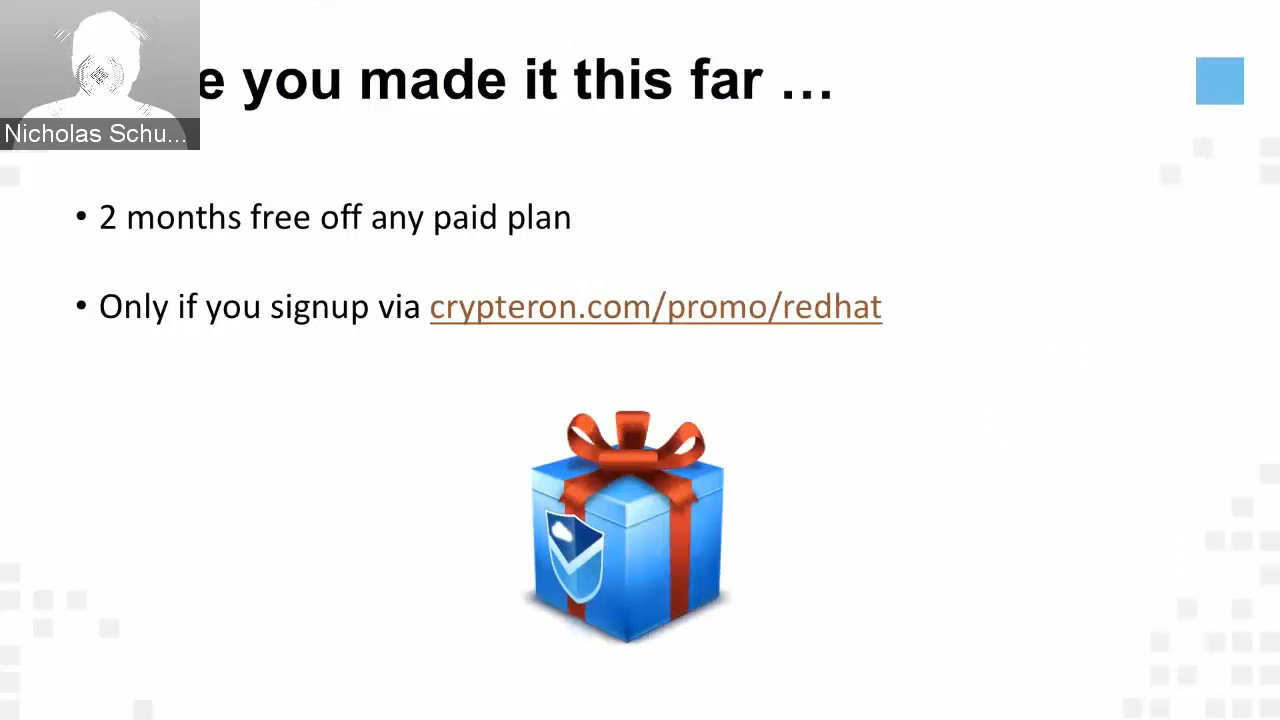 e you made it this far …
Nicholas Schu...
• 2 months free off any paid plan
• Only if you signup via crypteron.com/promo/redhat